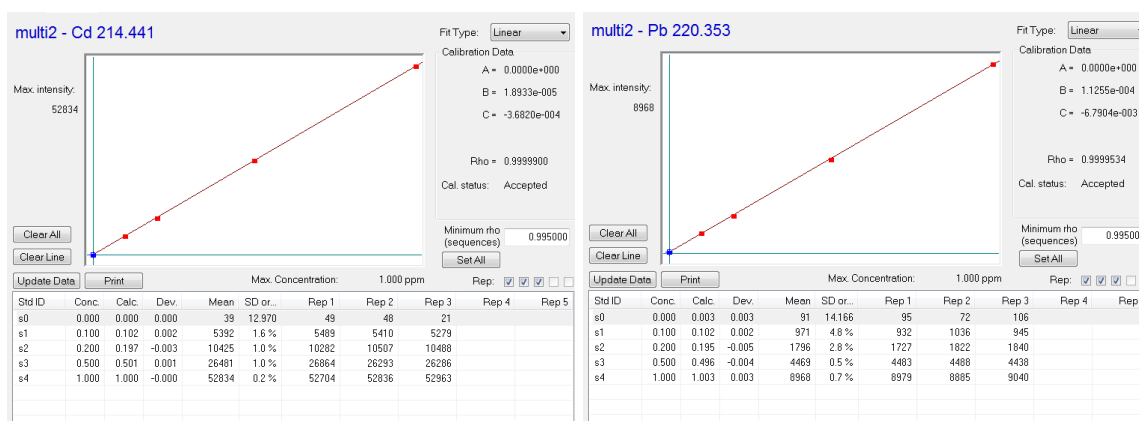 multi2 - Cd 214.441
Fit Type: Linear
Calibration Data
A = 0.0000e+000
Max. intensity:
B = 1.8933e-005
52834
C = -3.6820e-004
Rho = 0.9999900
Cal. status: Accepted
Clear All
Minimum rho (sequences) 0.995000
Clear Line
Set All
Update Data Print Max. Concentration: 1.000 ppm Rep:
Std ID Conc. Calc. Dev. Mean SD or... Rep 1 Rep 2 Rep 3 Rep 4 Rep 5
s0 0.000 0.000 0.000 39 12.970 49 48 21
s1 0.100 0.102 0.002 5392 1.6 % 5489 5410 5279
s2 0.200 0.197 -0.003 10425 1.0 % 10282 10507 10488
s3 0.500 0.501 0.001 26481 1.0 % 26864 26293 26286
s4 1.000 1.000 -0.000 52834 0.2 % 52704 52836 52963
multi2 - Pb 220.353
Fit Type: Linear
Calibration Data
A = 0.0000e+000
Max. intensity:
B = 1.1255e-004
8968
C = -6.7904e-003
Rho = 0.9999534
Cal. status: Accepted
Clear All
Minimum rho (sequences) 0.99500
Clear Line
Set All
Update Data Print Max. Concentration: 1.000 ppm Rep:
Std ID Conc. Calc. Dev. Mean SD or... Rep 1 Rep 2 Rep 3 Rep 4 Rep
s0 0.000 0.003 0.003 91 14.166 95 72 106
s1 0.100 0.102 0.002 971 4.8 % 932 1036 945
s2 0.200 0.195 -0.005 1796 2.8 % 1727 1822 1840
s3 0.500 0.496 -0.004 4469 0.5 % 4483 4488 4438
s4 1.000 1.003 0.003 8968 0.7 % 8979 8885 9040